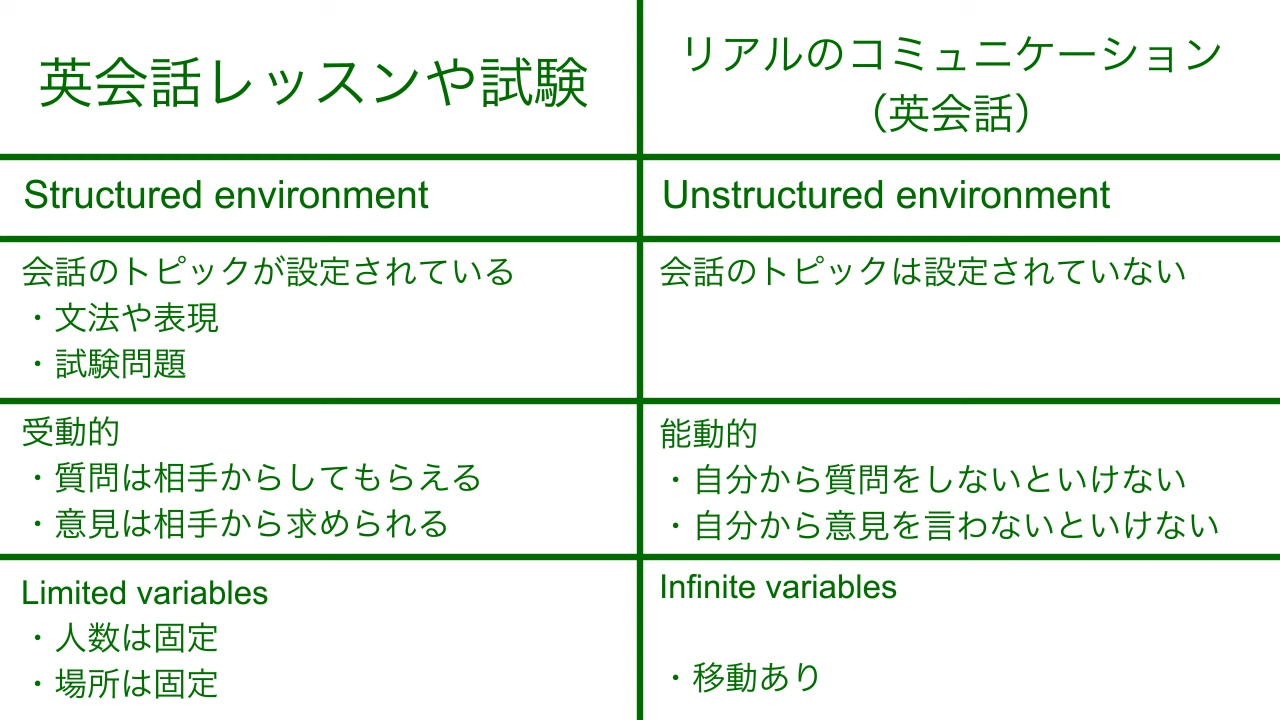 英会話レッスンや試験
リアルのコミュニケーション
（英会話）
Structured environment
Unstructured environment
会話のトピックが設定されている
・文法や表現
・試験問題
会話のトピックは設定されていない
受動的
・質問は相手からしてもらえる
・意見は相手から求められる
能動的
・自分から質問をしないといけない
・自分から意見を言わないといけない
Limited variables
・人数は固定
・場所は固定
Infinite variables
・移動あり